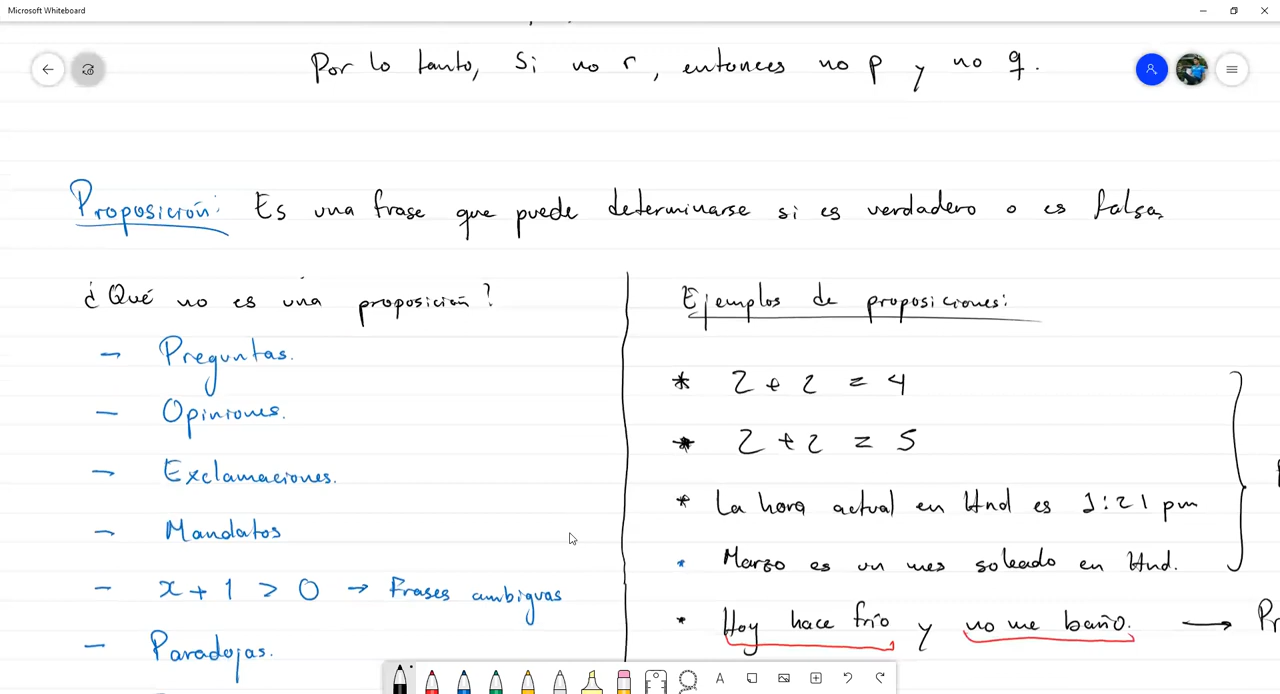 Microsoft Whiteboard
Por lo tanto, Si no r, entonces no p y no q.
Proposición: Es una frase que puede determinarse si es verdadero o es falsa
¿Qué no es una proposición?
- Preguntas.
- Opiniones.
- Exclamaciones.
- Mandatos
- x + 1 > 0 → Frases ambiguas
- Paradojas.
Ejemplos de proposiciones:
* 2 + 2 = 4
* 2 + 2 = 5
* La hora actual en Hnd es 1:21 pm
* Marzo es un mes soleado en Hnd.
* Hoy hace frío y no me baño. → Pr